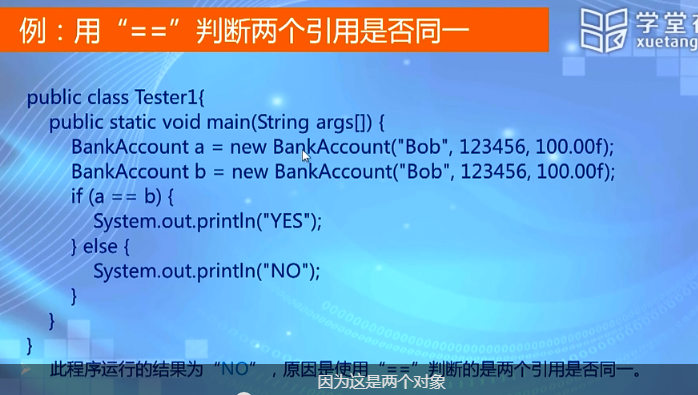 例：用“==”判断两个引用是否同一
学堂在
xuetang
public class Tester1{
public static void main(String args[]) {
BankAccount a = new BankAccount("Bob", 123456, 100.00f);
BankAccount b = new BankAccount("Bob", 123456, 100.00f);
if (a == b) {
System.out.println("YES");
} else {
System.out.println("NO");
}
}
}
此程序运行的结果为“NO”，原因是使用“==”判断的是两个引用是否同一。
因为这是两个对象